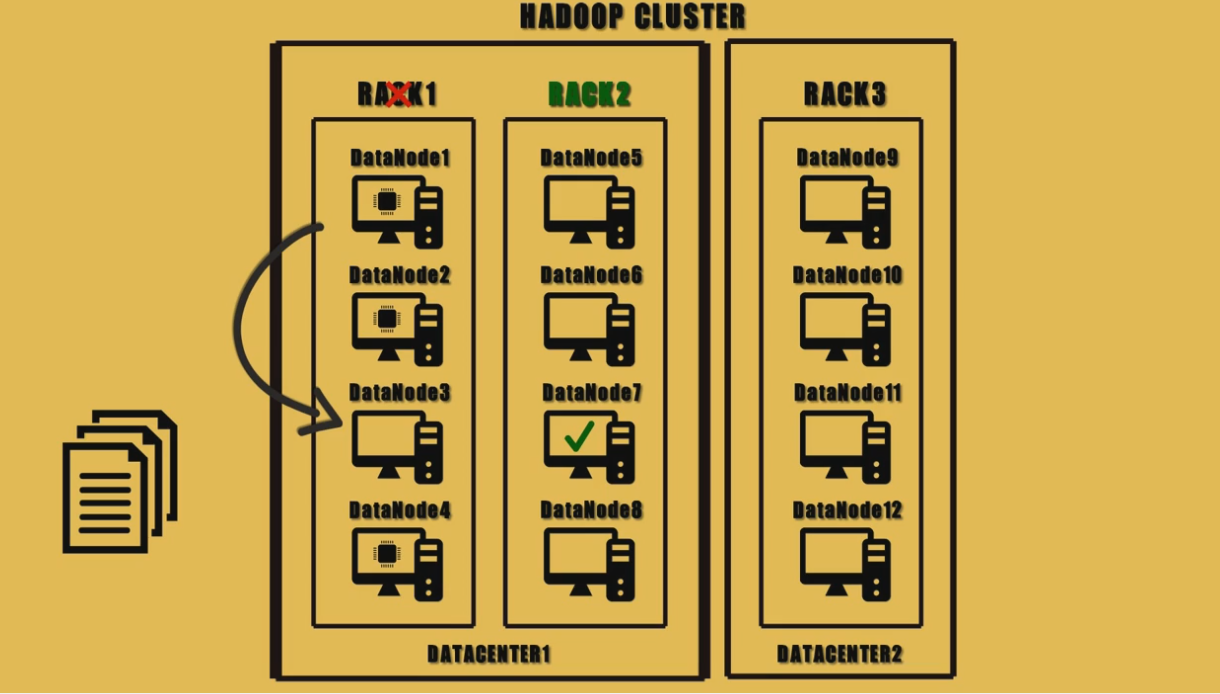 HADOOP CLUSTER
RACK1
RACK2
RACK3
DataNode1
DataNode5
DataNode9
DataNode2
DataNode6
DataNode10
DataNode3
DataNode7
DataNode11
DataNode4
DataNode8
DataNode12
DATACENTER1
DATACENTER2